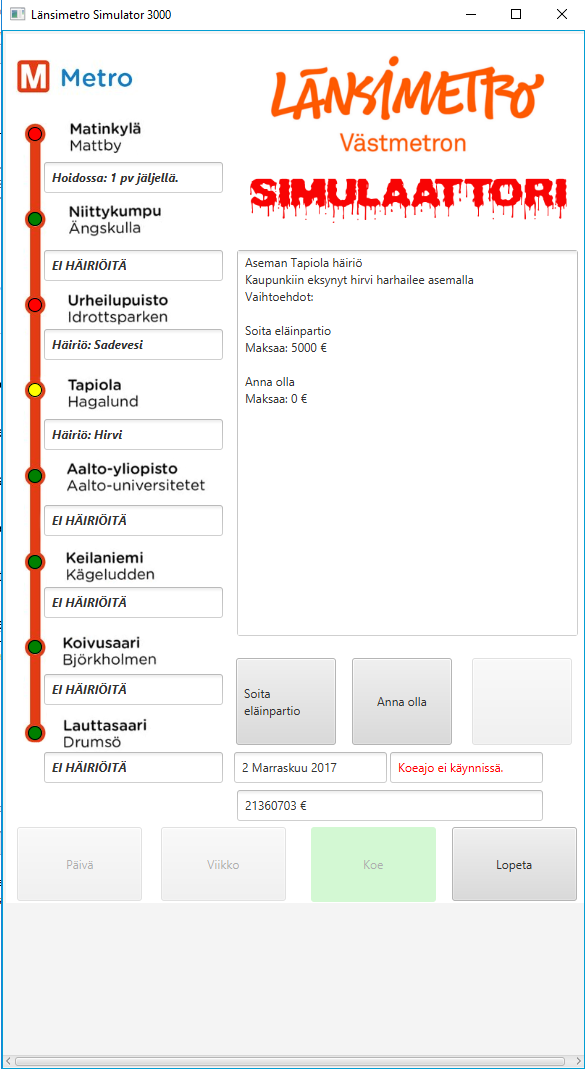 Länsimetro Simulator 3000
M Metro
LÄNSIMETRO
Västmetron
SIMULAATTORI
Matinkylä
Mattby
Hoidossa: 1 pv jäljellä.
Niittykumpu
Ängskulla
EI HÄIRIÖITÄ
Urheilupuisto
Idrottsparken
Häiriö: Sadevesi
Tapiola
Hagalund
Häiriö: Hirvi
Aalto-yliopisto
Aalto-universitetet
EI HÄIRIÖITÄ
Keilaniemi
Kägeludden
EI HÄIRIÖITÄ
Koivusaari
Björkholmen
EI HÄIRIÖITÄ
Lauttasaari
Drumsö
EI HÄIRIÖITÄ
Aseman Tapiola häiriö
Kaupunkiin eksynyt hirvi harhailee asemalla
Vaihtoehdot:
Soita eläinpartio
Maksaa: 5000 €
Anna olla
Maksaa: 0 €
Soita
eläinpartio
Anna olla
2 Marraskuu 2017
Koeajo ei käynnissä.
21360703 €
Päivä
Viikko
Koe
Lopeta